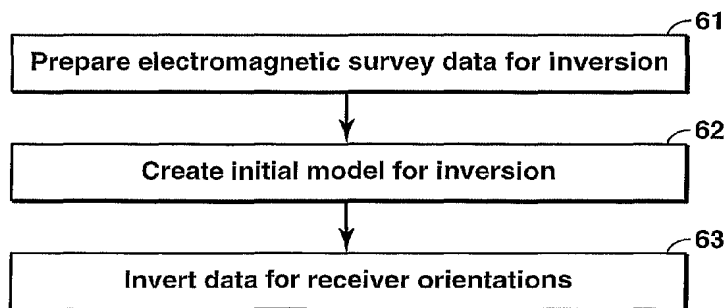 61
Prepare electromagnetic survey data for inversion
62
Create initial model for inversion
63
Invert data for receiver orientations